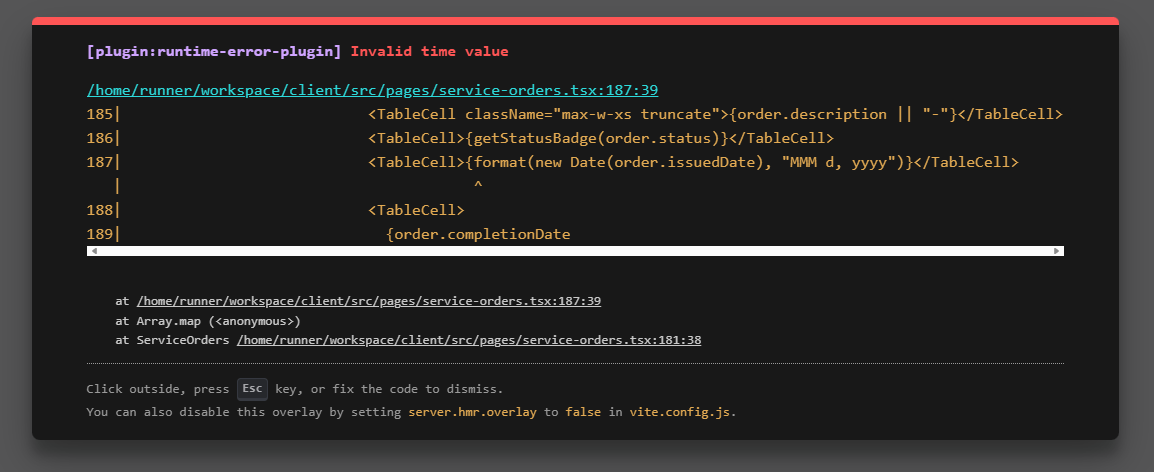 [plugin:runtime-error-plugin] Invalid time value
/home/runner/workspace/client/src/pages/service-orders.tsx:187:39
185|                            <TableCell className="max-w-xs truncate">{order.description || "-"}</TableCell>
186|                            <TableCell>{getStatusBadge(order.status)}</TableCell>
187|                            <TableCell>{format(new Date(order.issuedDate), "MMM d, yyyy")}</TableCell>
|                                        ^
188|                            <TableCell>
189|                              {order.completionDate
at /home/runner/workspace/client/src/pages/service-orders.tsx:187:39
at Array.map (<anonymous>)
at ServiceOrders /home/runner/workspace/client/src/pages/service-orders.tsx:181:38
Click outside, press Esc key, or fix the code to dismiss.
You can also disable this overlay by setting server.hmr.overlay to false in vite.config.js.